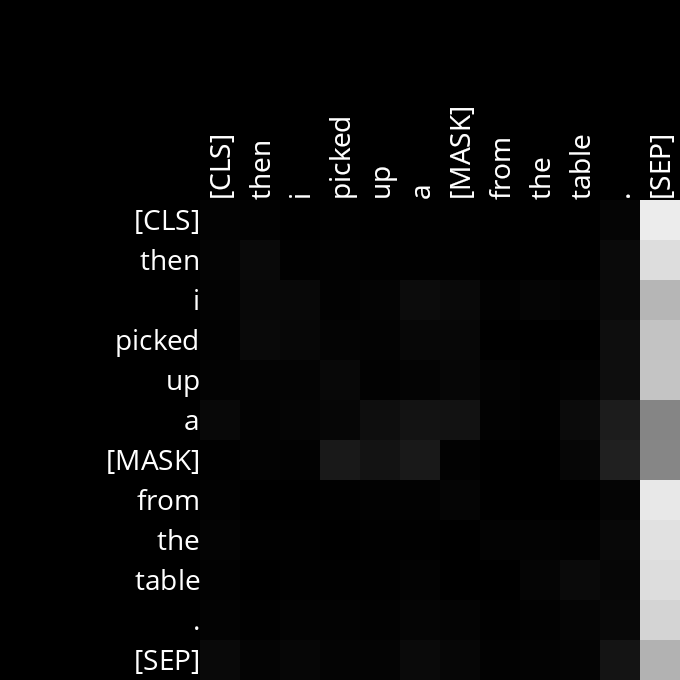 [CLS] then i picked up a [MASK] from the table . [SEP]
[CLS]
then
i
picked
up
a
[MASK]
from
the
table
.
[SEP]